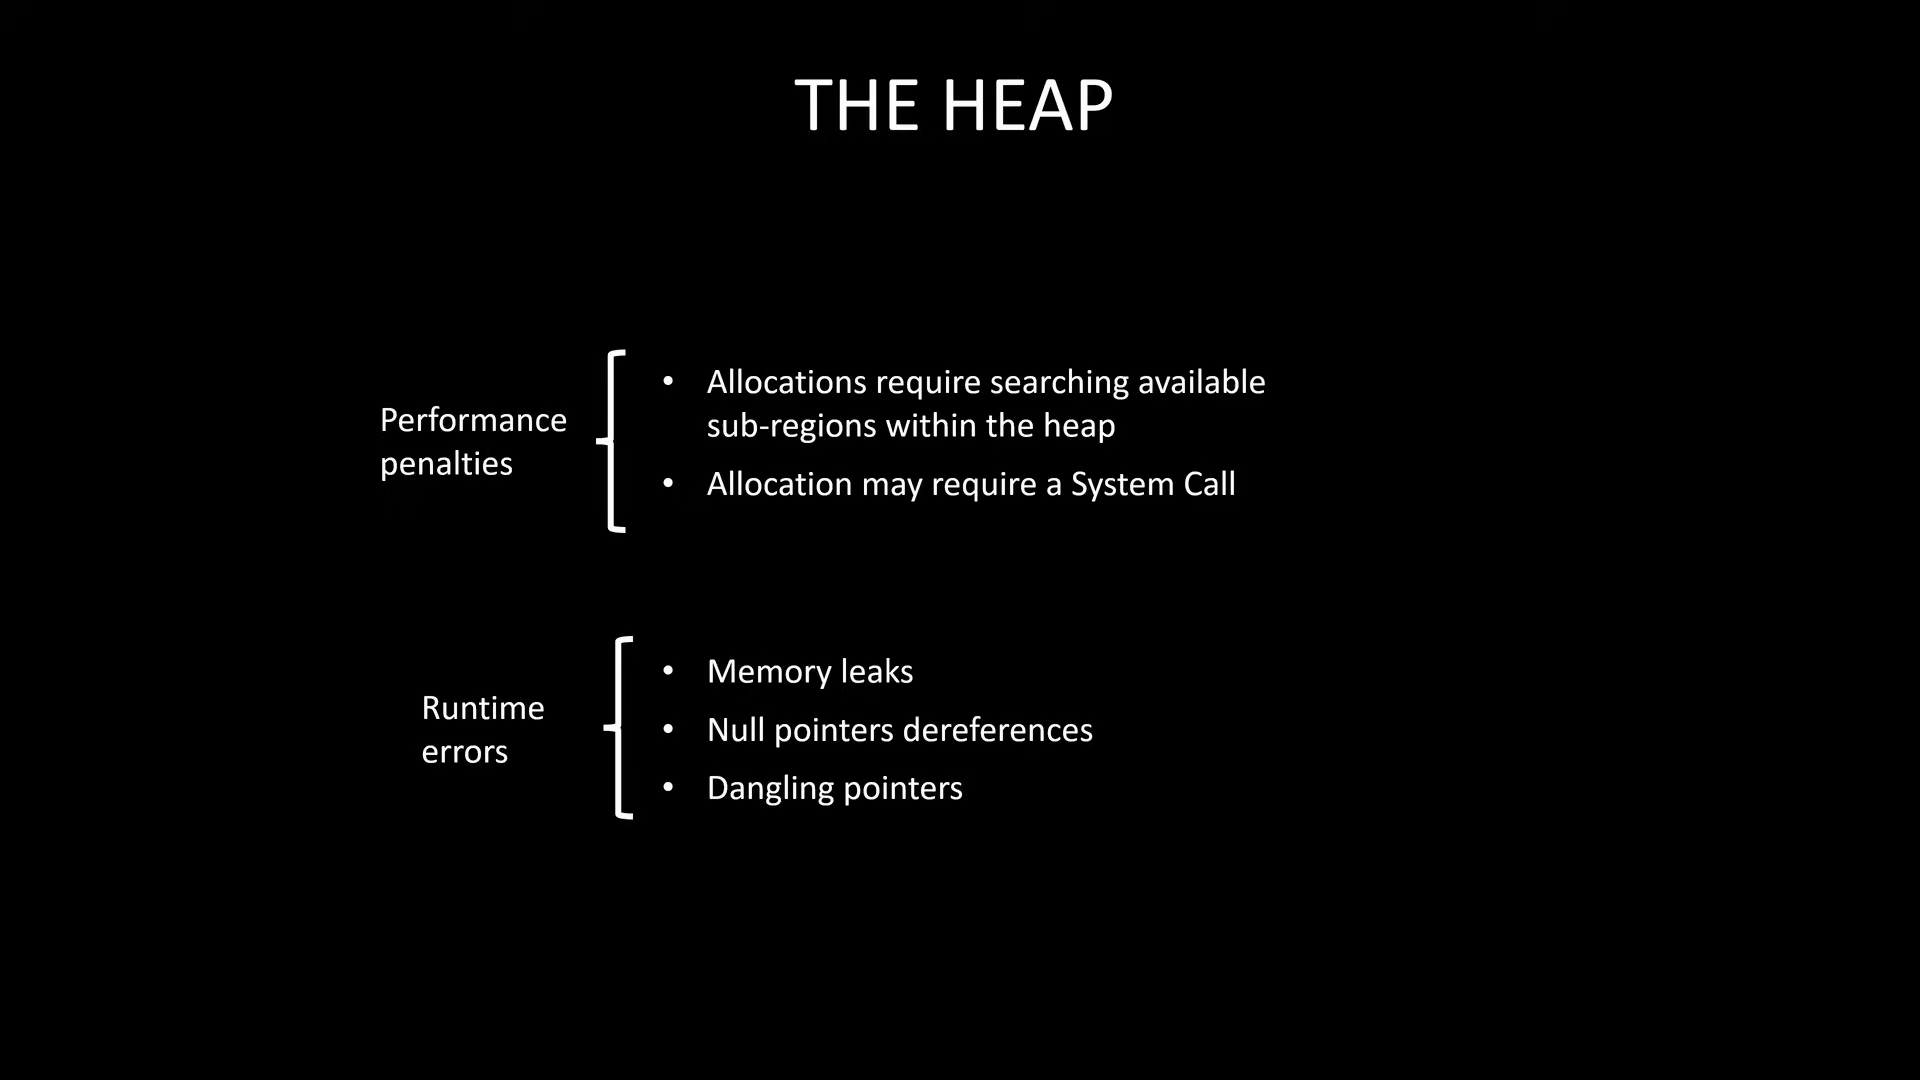 THE HEAP
Performance
penalties
• Allocations require searching available
sub-regions within the heap
• Allocation may require a System Call
Runtime
errors
• Memory leaks
• Null pointers dereferences
• Dangling pointers